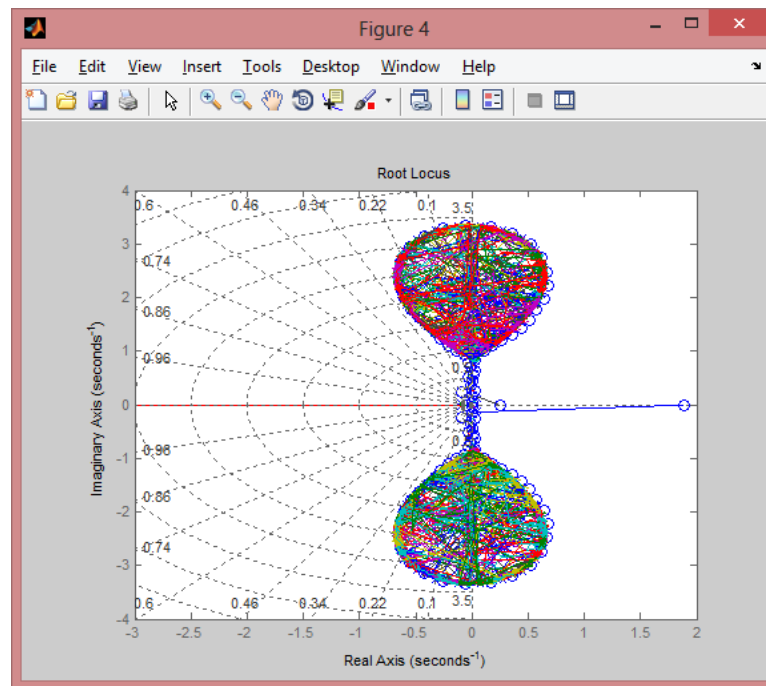 Figure 4
File Edit View Insert Tools Desktop Window Help
Root Locus
4
3
2
1
0
-1
-2
-3
-4
0.6 0.46 0.34 0.22 0.1 3.5
0.74
0.86
0.96
0.98
0.86
0.74
0.6 0.46 0.34 0.22 0.1 3.5
-3 -2.5 -2 -1.5 -1 -0.5 0 0.5 1 1.5 2
Imaginary Axis (seconds⁻¹)
Real Axis (seconds⁻¹)